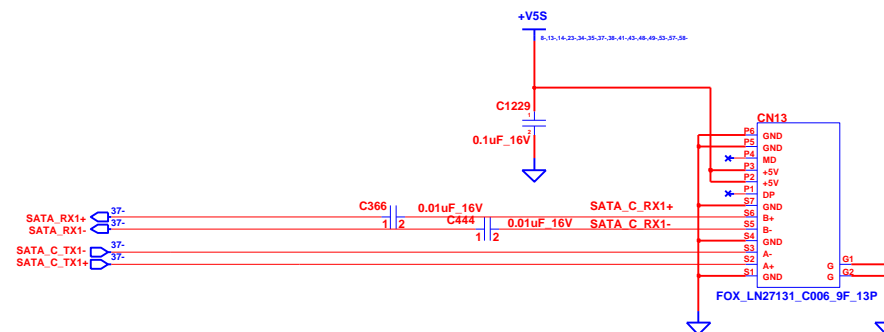 +V5S
8-,13-,14-,23-,34-,35-,37-,38-,41-,43-,48-,49-,53-,57-,58-
C1229
1
2
0.1uF_16V
CN13
P6 GND
P5 GND
P4 MD
P3 +5V
P2 +5V
P1 DP
S7 GND
S6 B+
S5 B-
S4 GND
S3 A-
S2 A+
S1 GND
G G1
G G2
FOX_LN27131_C006_9F_13P
SATA_RX1+ 37-
SATA_RX1- 37-
SATA_C_TX1- 37-
SATA_C_TX1+ 37-
C366 0.01uF_16V
1 2
C444 0.01uF_16V
1 2
SATA_C_RX1+
SATA_C_RX1-